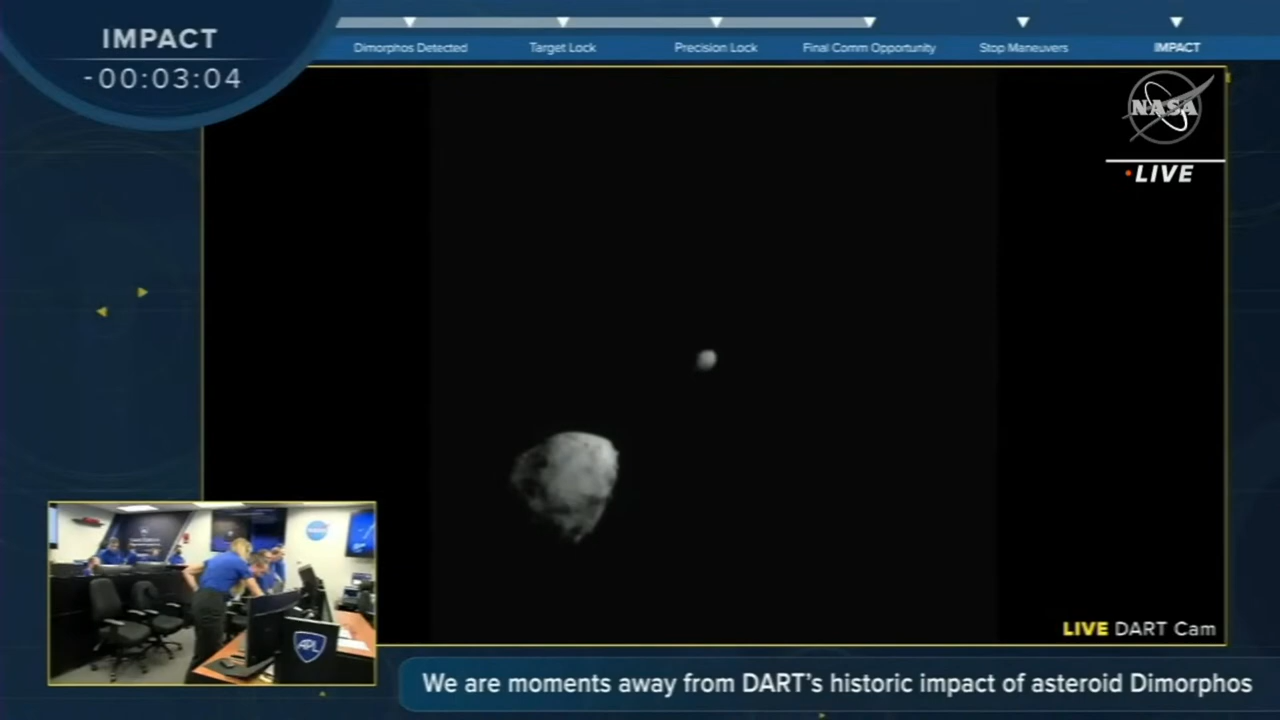 IMPACT
-00:03:04
Dimorphos Detected
Target Lock
Precision Lock
Final Comm Opportunity
Stop Maneuvers
IMPACT
NASA
LIVE
LIVE DART Cam
APL
We are moments away from DART's historic impact of asteroid Dimorphos